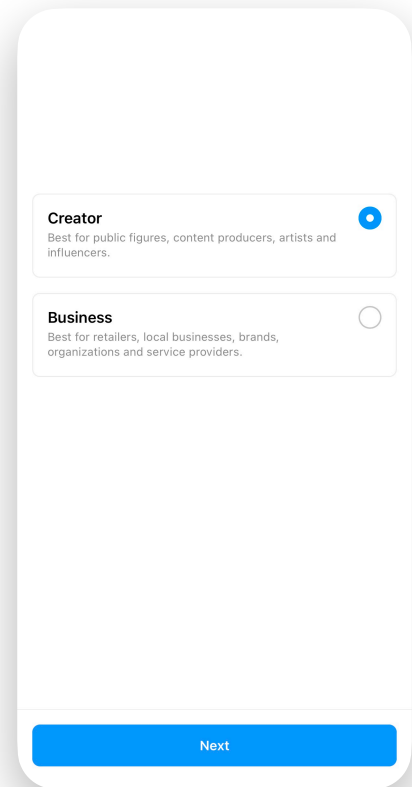 Creator
Best for public figures, content producers, artists and
influencers.
Business
Best for retailers, local businesses, brands,
organizations and service providers.
Next